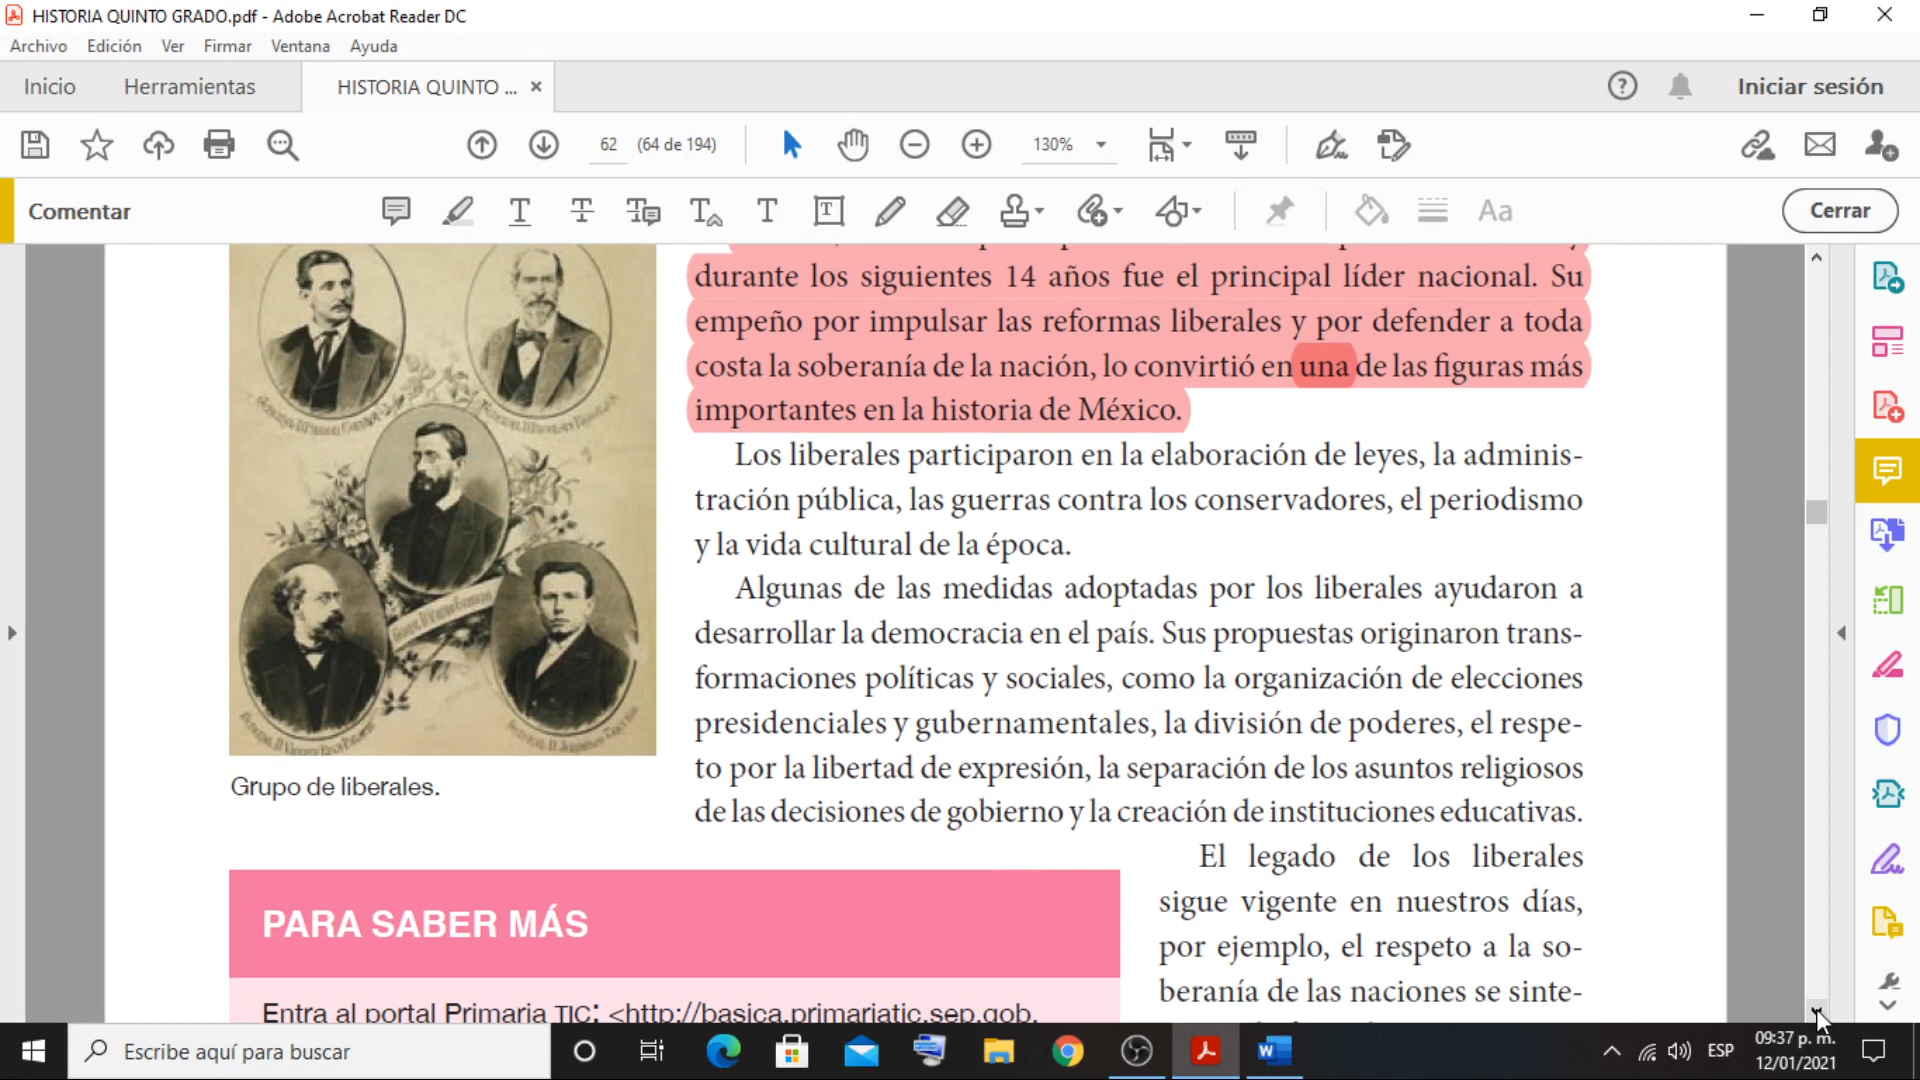 HISTORIA QUINTO GRADO.pdf - Adobe Acrobat Reader DC
Archivo Edición Ver Firmar Ventana Ayuda
Inicio Herramientas HISTORIA QUINTO ... × Iniciar sesión
62 (64 de 194) 130%
Comentar Aa Cerrar
durante los siguientes 14 años fue el principal líder nacional. Su
empeño por impulsar las reformas liberales y por defender a toda
costa la soberanía de la nación, lo convirtió en una de las figuras más
importantes en la historia de México.
Los liberales participaron en la elaboración de leyes, la adminis-
tración pública, las guerras contra los conservadores, el periodismo
y la vida cultural de la época.
Algunas de las medidas adoptadas por los liberales ayudaron a
desarrollar la democracia en el país. Sus propuestas originaron trans-
formaciones políticas y sociales, como la organización de elecciones
presidenciales y gubernamentales, la división de poderes, el respe-
to por la libertad de expresión, la separación de los asuntos religiosos
de las decisiones de gobierno y la creación de instituciones educativas.
Grupo de liberales.
El legado de los liberales
sigue vigente en nuestros días,
por ejemplo, el respeto a la so-
beranía de las naciones se sinte-
PARA SABER MÁS
Entra al portal Primaria TIC: <http://basica.primariatic.sep.gob.
Escribe aquí para buscar
ESP
09:37 p. m.
12/01/2021